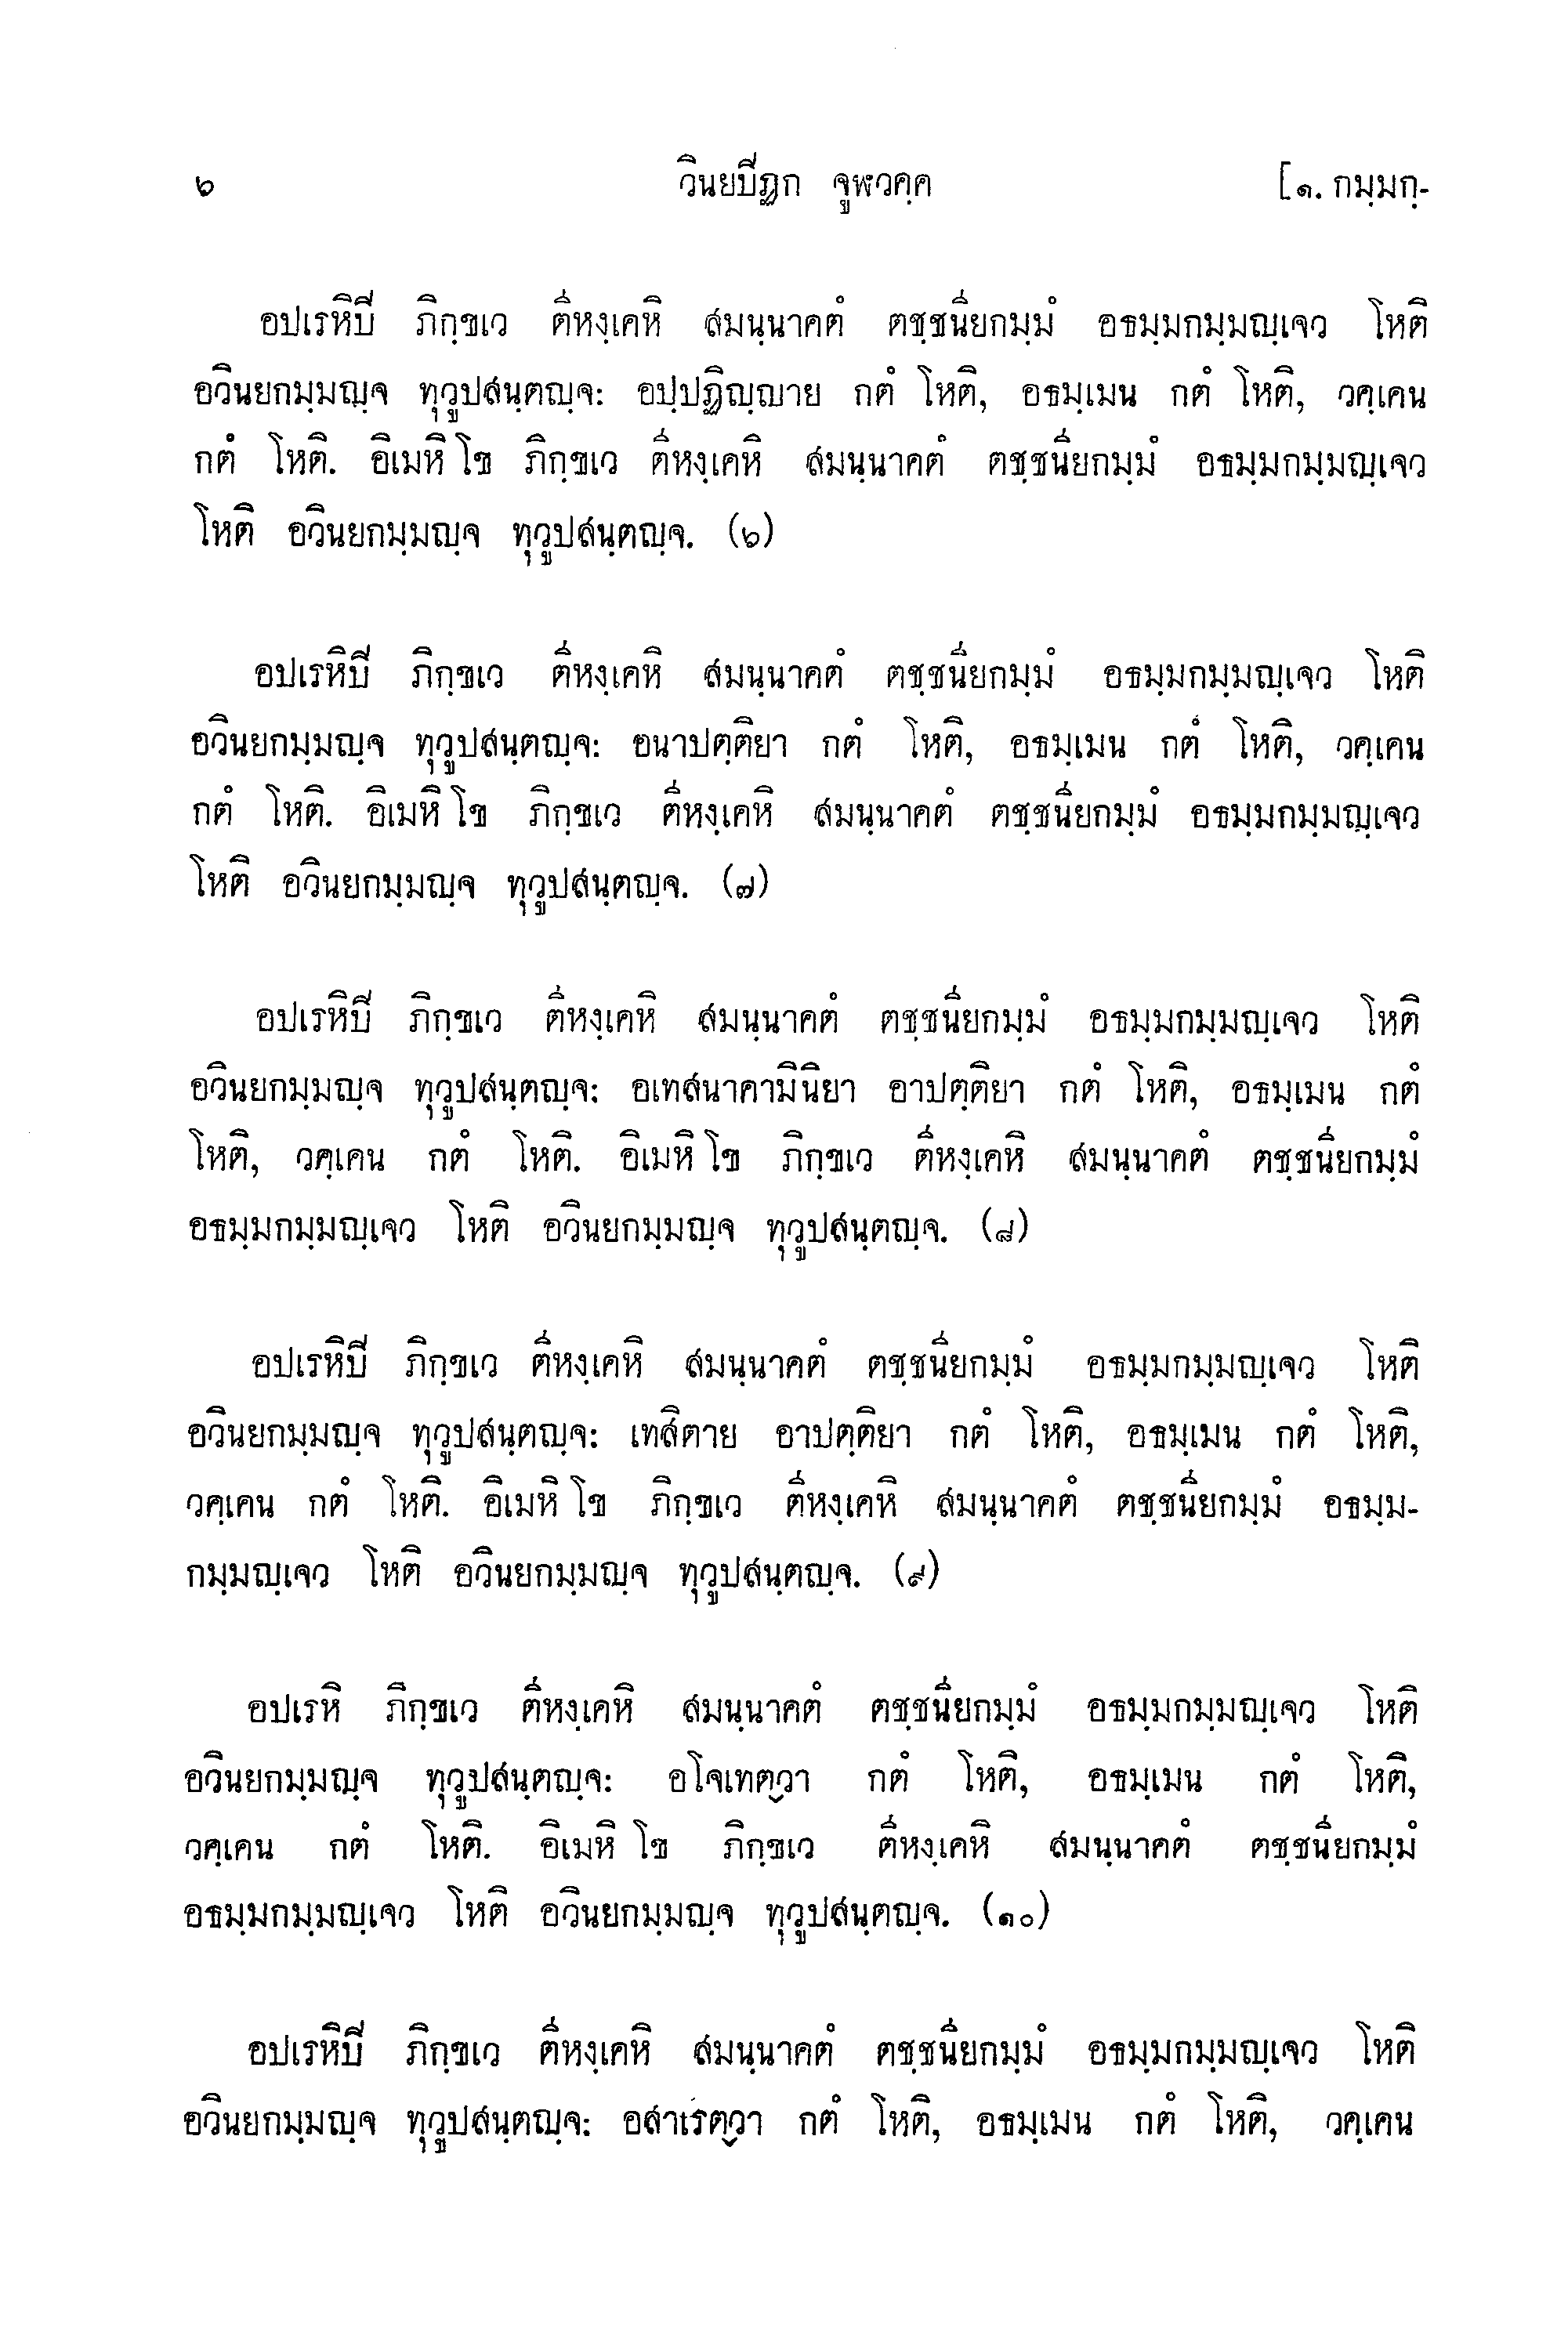 ๖ วินยปิฏก จูฬวคฺค [๑. กมฺมกฺ-
อปเรหิปิ ภิกฺขเว ตีหงฺเคหิ สมนฺนาคตํ ตชฺชนียกมฺมํ อธมฺมกมฺมญฺเจว โหติ
อวินยกมฺมญฺจ ทุวูปสนฺตญฺจ: อปฺปฏิญฺญาย กตํ โหติ, อธมฺเมน กตํ โหติ, วคฺเคน
กตํ โหติ. อิเมหิ โข ภิกฺขเว ตีหงฺเคหิ สมนฺนาคตํ ตชฺชนียกมฺมํ อธมฺมกมฺมญฺเจว
โหติ อวินยกมฺมญฺจ ทุวูปสนฺตญฺจ. (๖)
อปเรหิปิ ภิกฺขเว ตีหงฺเคหิ สมนฺนาคตํ ตชฺชนียกมฺมํ อธมฺมกมฺมญฺเจว โหติ
อวินยกมฺมญฺจ ทุวูปสนฺตญฺจ: อนาปตฺติยา กตํ โหติ, อธมฺเมน กตํ โหติ, วคฺเคน
กตํ โหติ. อิเมหิ โข ภิกฺขเว ตีหงฺเคหิ สมนฺนาคตํ ตชฺชนียกมฺมํ อธมฺมกมฺมญฺเจว
โหติ อวินยกมฺมญฺจ ทุวูปสนฺตญฺจ. (๗)
อปเรหิปิ ภิกฺขเว ตีหงฺเคหิ สมนฺนาคตํ ตชฺชนียกมฺมํ อธมฺมกมฺมญฺเจว โหติ
อวินยกมฺมญฺจ ทุวูปสนฺตญฺจ: อเทสนาคามินิยา อาปตฺติยา กตํ โหติ, อธมฺเมน กตํ
โหติ, วคฺเคน กตํ โหติ. อิเมหิ โข ภิกฺขเว ตีหงฺเคหิ สมนฺนาคตํ ตชฺชนียกมฺมํ
อธมฺมกมฺมญฺเจว โหติ อวินยกมฺมญฺจ ทุวูปสนฺตญฺจ. (๘)
อปเรหิปิ ภิกฺขเว ตีหงฺเคหิ สมนฺนาคตํ ตชฺชนียกมฺมํ อธมฺมกมฺมญฺเจว โหติ
อวินยกมฺมญฺจ ทุวูปสนฺตญฺจ: เทสิตาย อาปตฺติยา กตํ โหติ, อธมฺเมน กตํ โหติ,
วคฺเคน กตํ โหติ. อิเมหิ โข ภิกฺขเว ตีหงฺเคหิ สมนฺนาคตํ ตชฺชนียกมฺมํ อธมฺม-
กมฺมญฺเจว โหติ อวินยกมฺมญฺจ ทุวูปสนฺตญฺจ. (๙)
อปเรหิ ภิกฺขเว ตีหงฺเคหิ สมนฺนาคตํ ตชฺชนียกมฺมํ อธมฺมกมฺมญฺเจว โหติ
อวินยกมฺมญฺจ ทุวูปสนฺตญฺจ: อโจเทตฺวา กตํ โหติ, อธมฺเมน กตํ โหติ,
วคฺเคน กตํ โหติ. อิเมหิ โข ภิกฺขเว ตีหงฺเคหิ สมนฺนาคตํ ตชฺชนียกมฺมํ
อธมฺมกมฺมญฺเจว โหติ อวินยกมฺมญฺจ ทุวูปสนฺตญฺจ. (๑๐)
อปเรหิปิ ภิกฺขเว ตีหงฺเคหิ สมนฺนาคตํ ตชฺชนียกมฺมํ อธมฺมกมฺมญฺเจว โหติ
อวินยกมฺมญฺจ ทุวูปสนฺตญฺจ: อสาเรตฺวา กตํ โหติ, อธมฺเมน กตํ โหติ, วคฺเคน